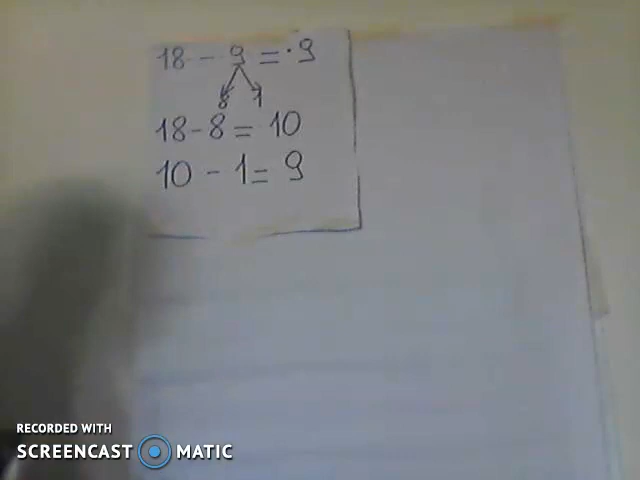 18 - 9 = · 9
8 1
18 - 8 = 10
10 - 1 = 9
RECORDED WITH
SCREENCAST MATIC